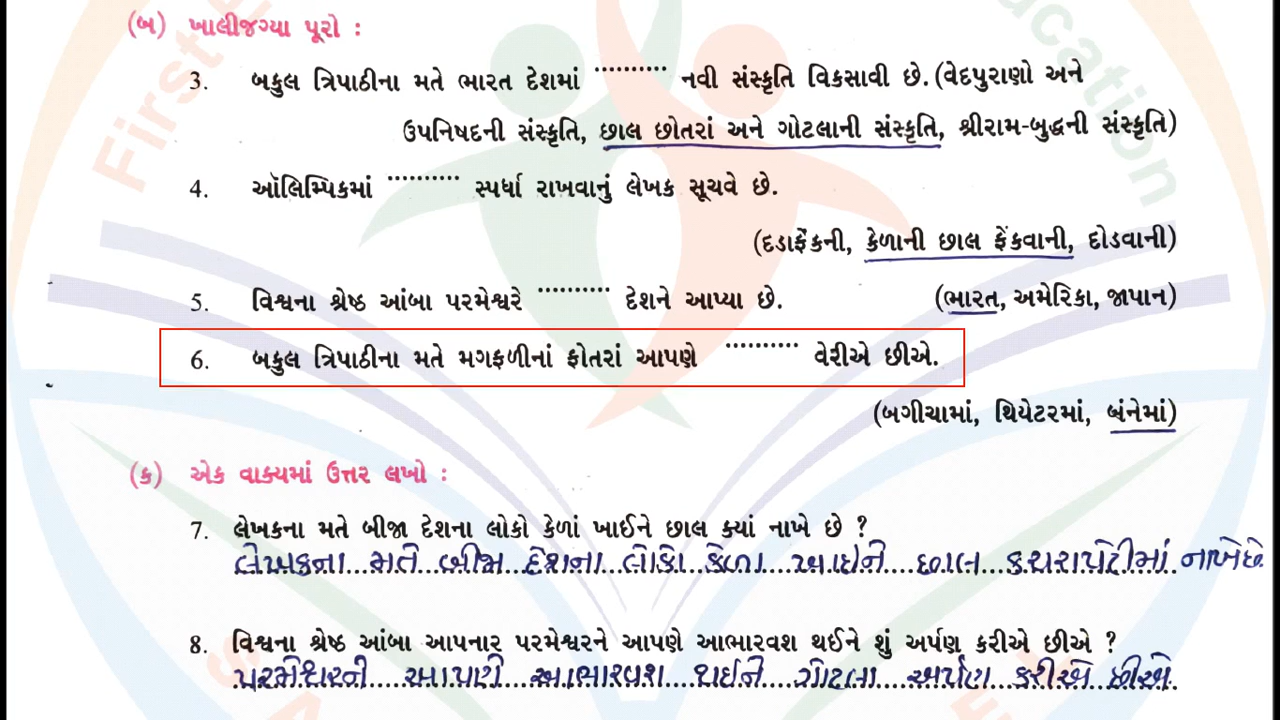 (બ) ખાલીજગ્યા પૂરો :
3. બકુલ ત્રિપાઠીના મતે ભારત દેશમાં .......... નવી સંસ્કૃતિ વિકસાવી છે. (વેદપુરાણો અને
ઉપનિષદની સંસ્કૃતિ, છાલ છોતરાં અને ગોટલાની સંસ્કૃતિ, શ્રીરામ-બુદ્ધની સંસ્કૃતિ)
4. ઑલિમ્પિકમાં .......... સ્પર્ધા રાખવાનું લેખક સૂચવે છે.
(દડાફેંકની, કેળાની છાલ ફેંકવાની, દોડવાની)
5. વિશ્વના શ્રેષ્ઠ આંબા પરમેશ્વરે .......... દેશને આપ્યા છે. (ભારત, અમેરિકા, જાપાન)
6. બકુલ ત્રિપાઠીના મતે મગફળીનાં ફોતરાં આપણે .......... વેરીએ છીએ.
(બગીચામાં, થિયેટરમાં, બંનેમાં)
(ક) એક વાક્યમાં ઉત્તર લખો :
7. લેખકના મતે બીજા દેશના લોકો કેળાં ખાઈને છાલ ક્યાં નાખે છે ?
લેખકના મતે બીજા દેશના લોકો કેળા ખાઇને છાલ કચરાપેટીમાં નાખે છે
8. વિશ્વના શ્રેષ્ઠ આંબા આપનાર પરમેશ્વરને આપણે આભારવશ થઈને શું અર્પણ કરીએ છીએ ?
પરમેશ્વરને આપણે આભારવશ થઇને ગોટલા અર્પણ કરીએ છીએ.
First E
ucation